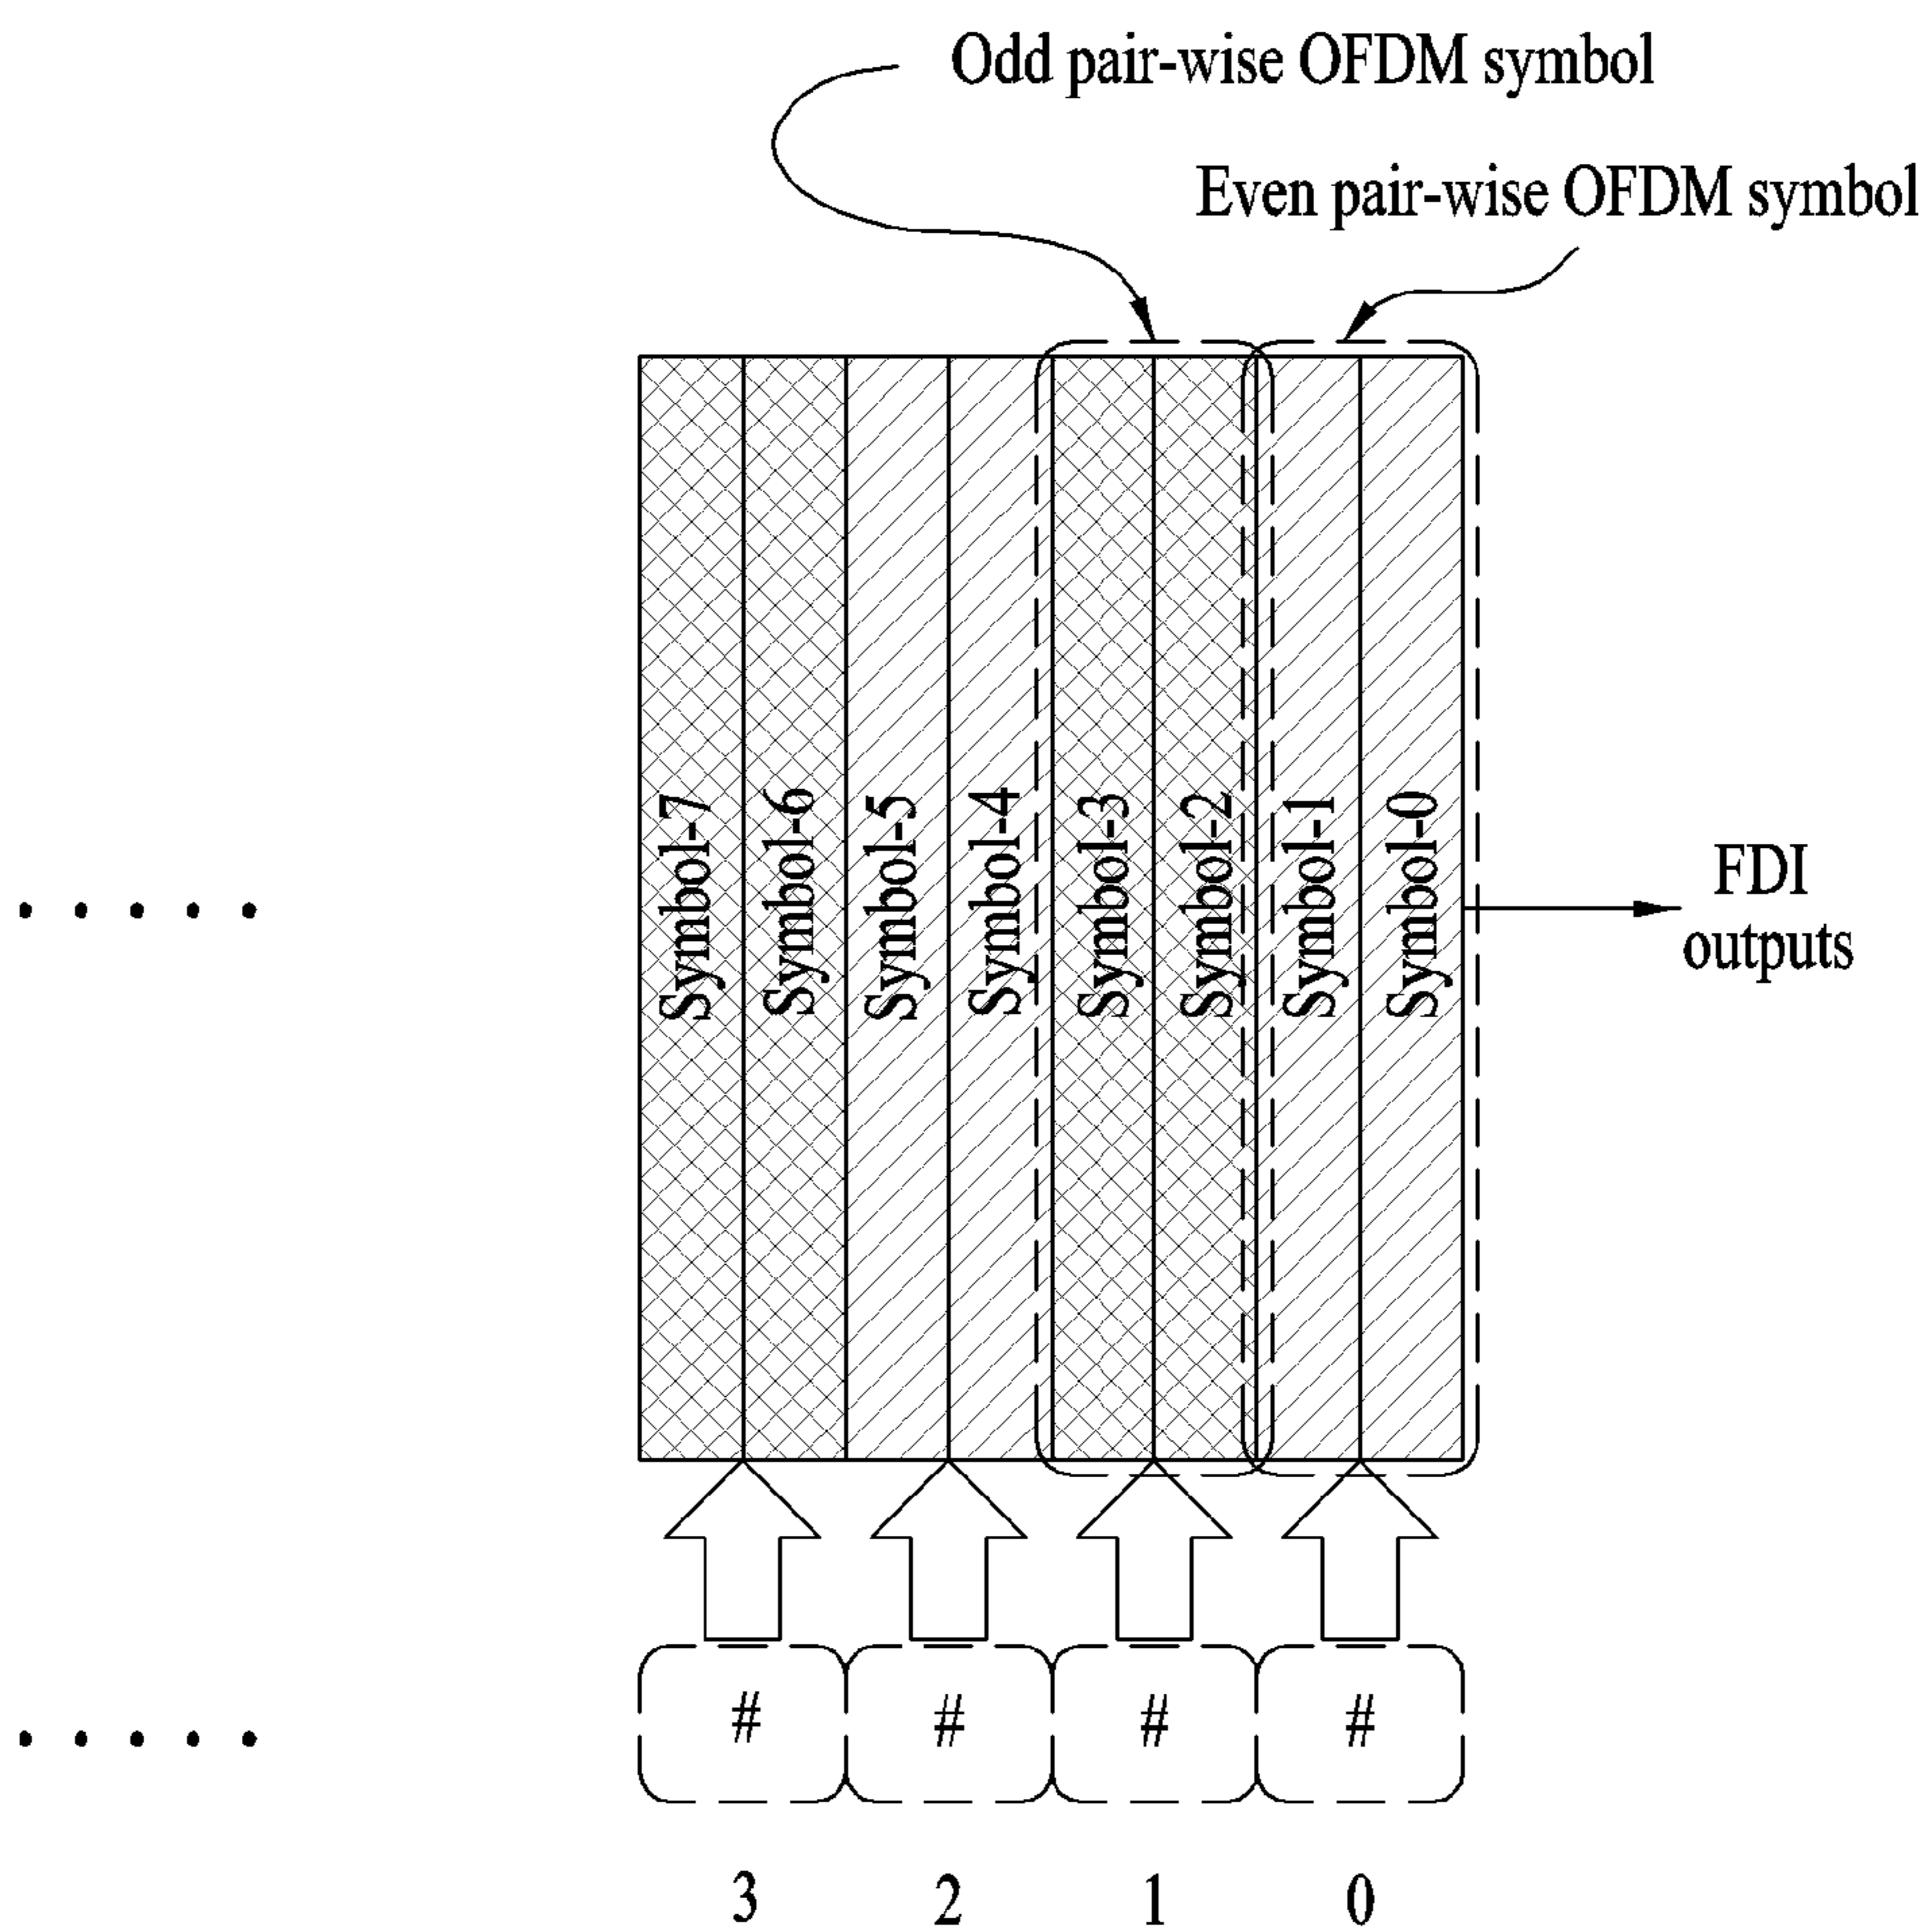 Odd pair-wise OFDM symbol
Even pair-wise OFDM symbol
Symbol-7
Symbol-6
Symbol-5
Symbol-4
Symbol-3
Symbol-2
Symbol-1
Symbol-0
FDI
outputs
# # # #
3 2 1 0